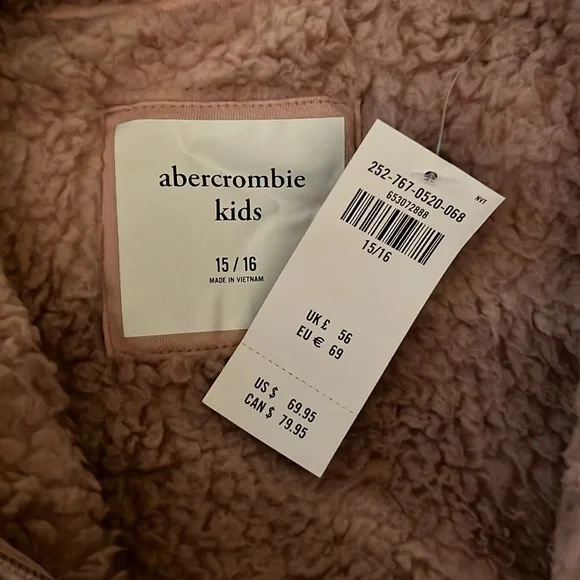 abercrombie
kids
15 / 16
MADE IN VIETNAM
252-767-0520-068
653072888
15/16
NVT
UK £ 56
EU € 69
US $ 69.95
CAN $ 79.95